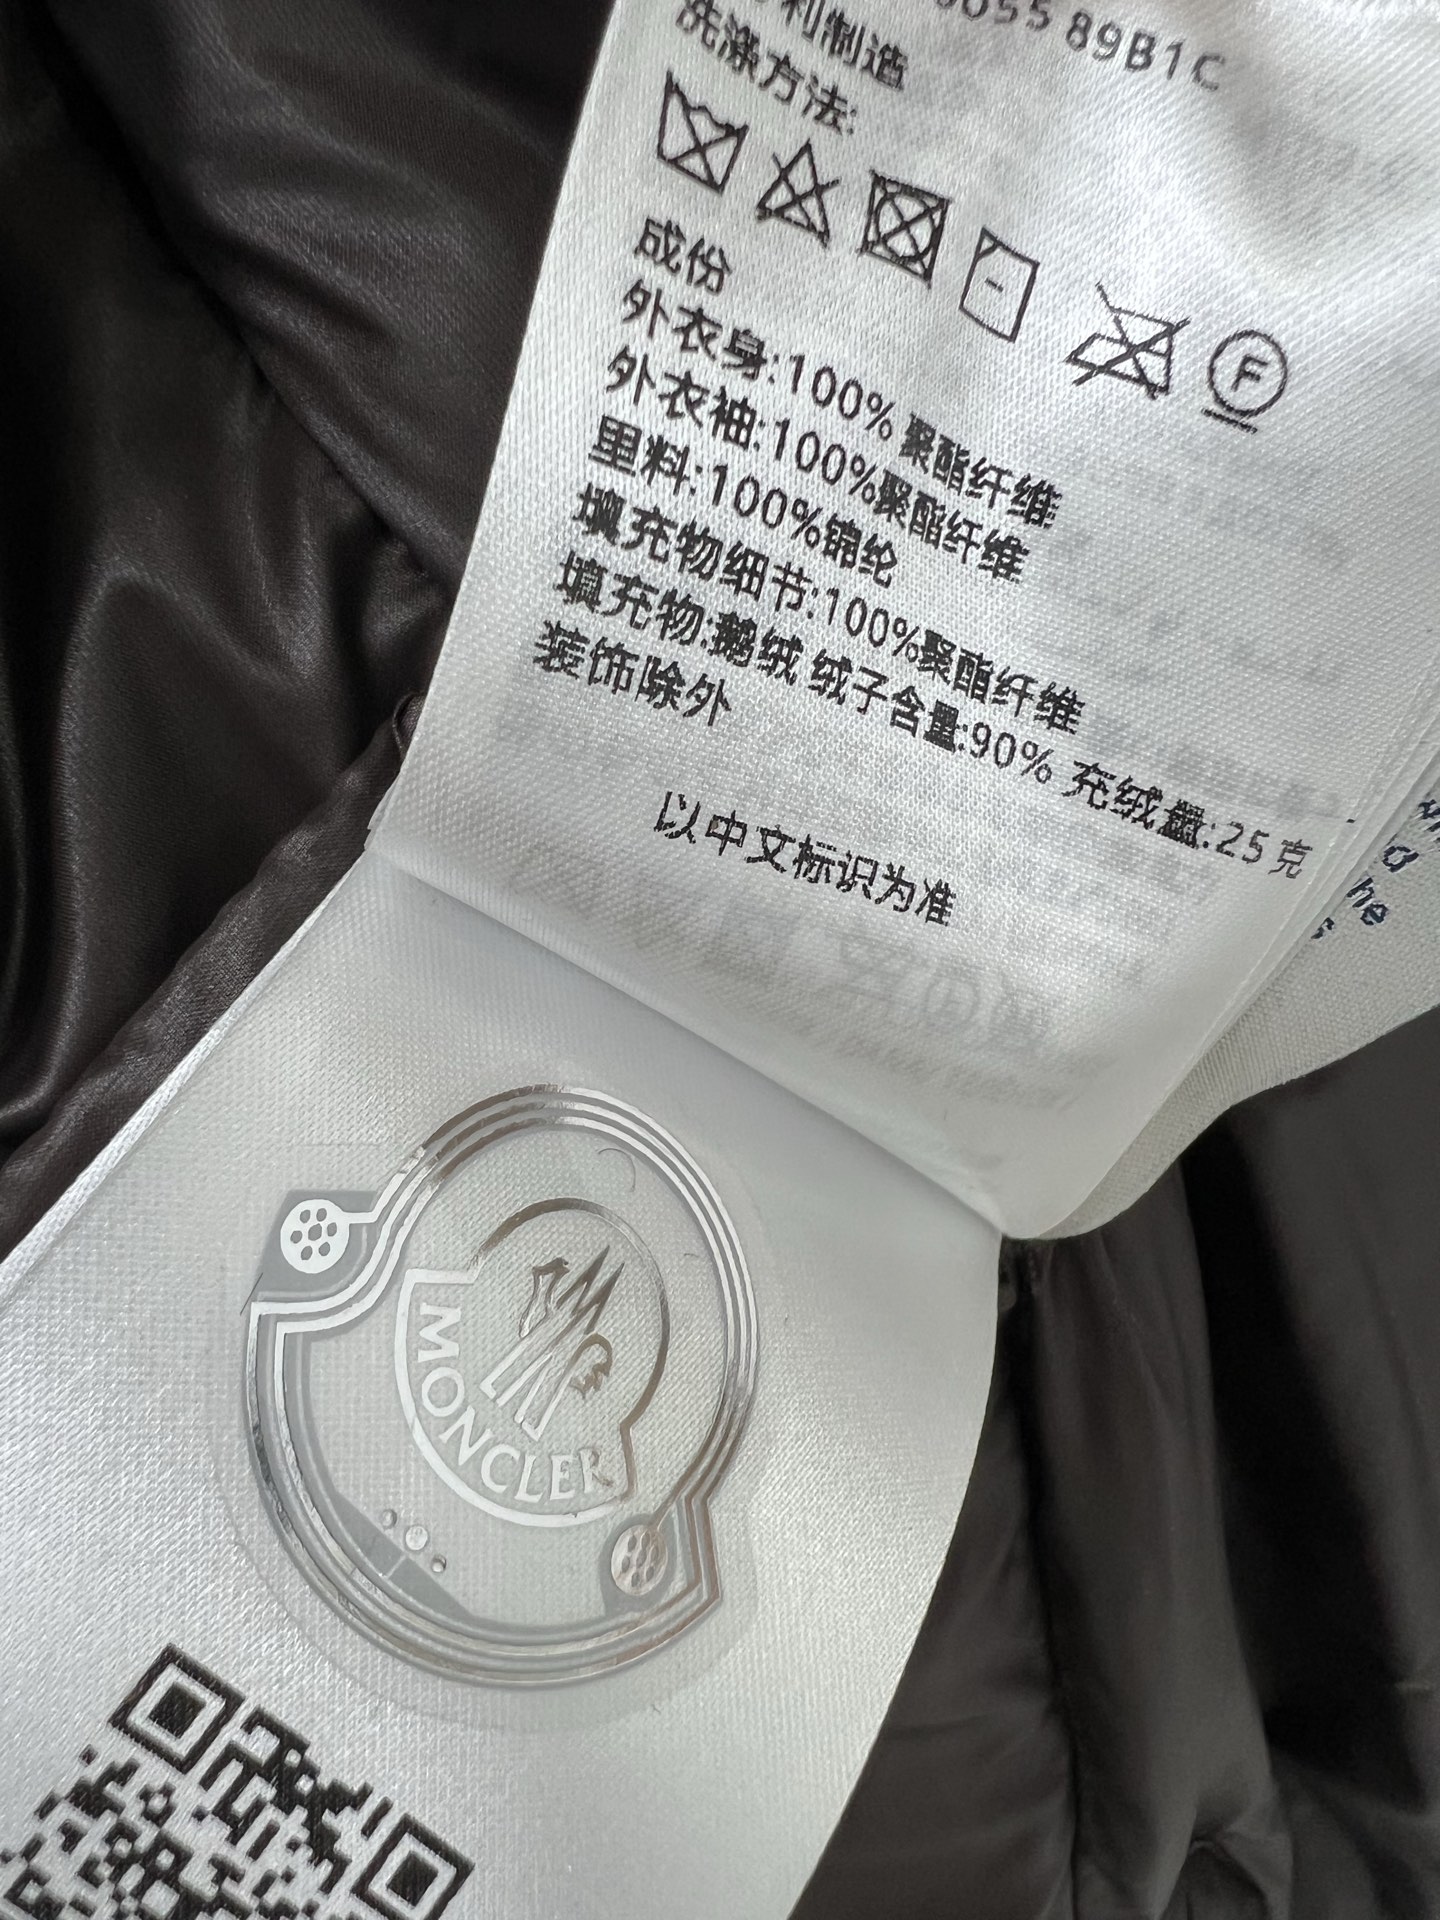 89B1C
利制造
洗涤方法:
F
成份
外衣身:100% 聚酯纤维
外衣袖:100%聚酯纤维
里料:100%锦纶
填充物细节:100%聚酯纤维
填充物:鹅绒 绒子含量:90% 充绒量:25克
装饰除外
以中文标识为准
he
MONCLER